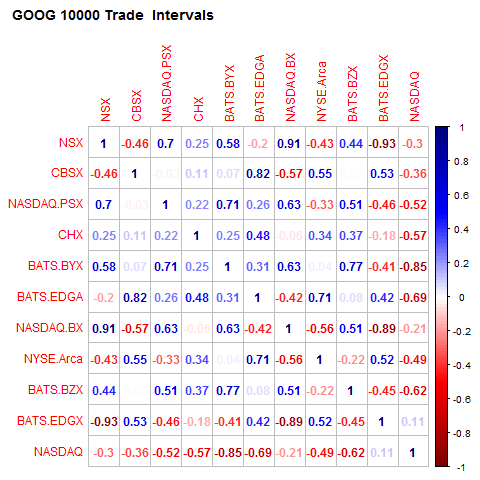 GOOG 10000 Trade Intervals
NSX CBSX NASDAQ.PSX CHX BATS.BYX BATS.EDGA NASDAQ.BX NYSE.Arca BATS.BZX BATS.EDGX NASDAQ
NSX 1 -0.46 0.7 0.25 0.58 -0.2 0.91 -0.43 0.44 -0.93 -0.3
CBSX -0.46 1 -0.03 0.11 0.07 0.82 -0.57 0.55 0.53 -0.36
NASDAQ.PSX 0.7 -0.03 1 0.22 0.71 0.26 0.63 -0.33 0.51 -0.46 -0.52
CHX 0.25 0.11 0.22 1 0.25 0.48 -0.06 0.34 0.37 -0.18 -0.57
BATS.BYX 0.58 0.07 0.71 0.25 1 0.31 0.63 0.04 0.77 -0.41 -0.85
BATS.EDGA -0.2 0.82 0.26 0.48 0.31 1 -0.42 0.71 0.08 0.42 -0.69
NASDAQ.BX 0.91 -0.57 0.63 -0.06 0.63 -0.42 1 -0.56 0.51 -0.89 -0.21
NYSE.Arca -0.43 0.55 -0.33 0.34 0.04 0.71 -0.56 1 -0.22 0.52 -0.49
BATS.BZX 0.44 0.51 0.37 0.77 0.08 0.51 -0.22 1 -0.45 -0.62
BATS.EDGX -0.93 0.53 -0.46 -0.18 -0.41 0.42 -0.89 0.52 -0.45 1 0.11
NASDAQ -0.3 -0.36 -0.52 -0.57 -0.85 -0.69 -0.21 -0.49 -0.62 0.11 1
1
0.8
0.6
0.4
0.2
0
-0.2
-0.4
-0.6
-0.8
-1